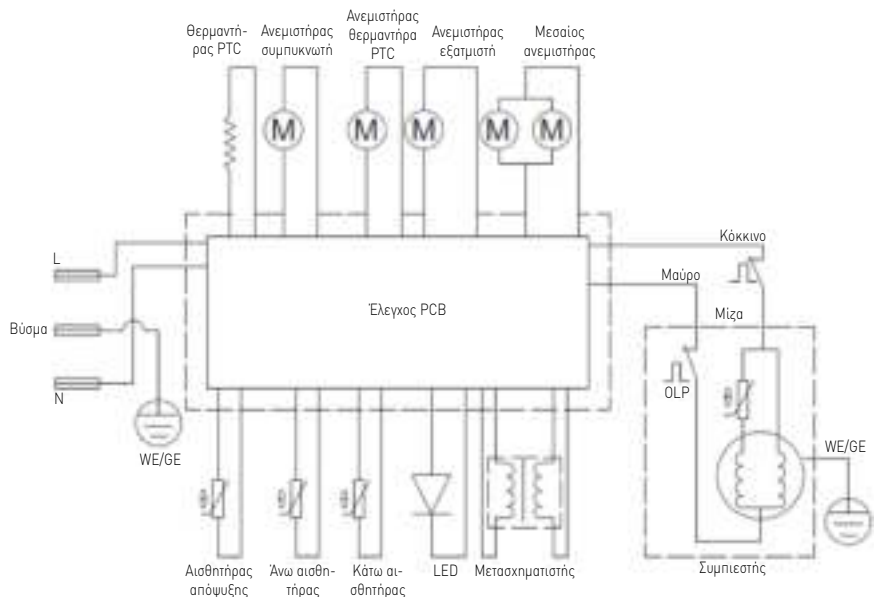 Θερμαντή-
ρας PTC
Ανεμιστήρας
συμπυκνωτή
Ανεμιστήρας
θερμαντήρα
PTC
Ανεμιστήρας
εξατμιστή
Μεσαίος
ανεμιστήρας
M
M
M
M
M
L
Βύσμα
N
WE/GE
Έλεγχος PCB
Κόκκινο
Μαύρο
Μίζα
OLP
WE/GE
Αισθητήρας
απόψυξης
Άνω αισθη-
τήρας
Κάτω αι-
σθητήρας
LED
Μετασχηματιστής
Συμπιεστής